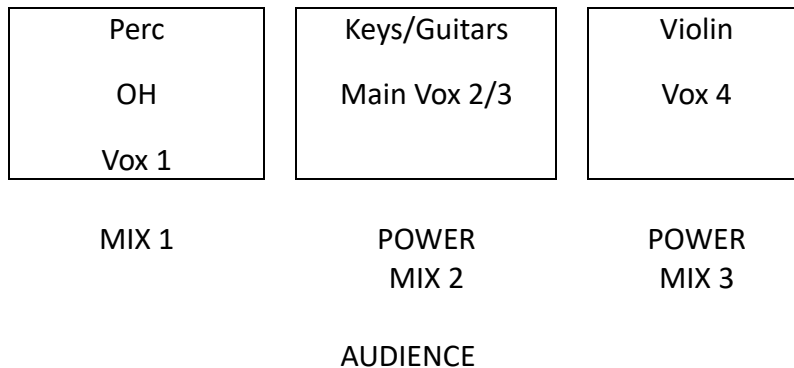 Perc
OH
Vox 1
Keys/Guitars
Main Vox 2/3
Violin
Vox 4
MIX 1
POWER
MIX 2
POWER
MIX 3
AUDIENCE